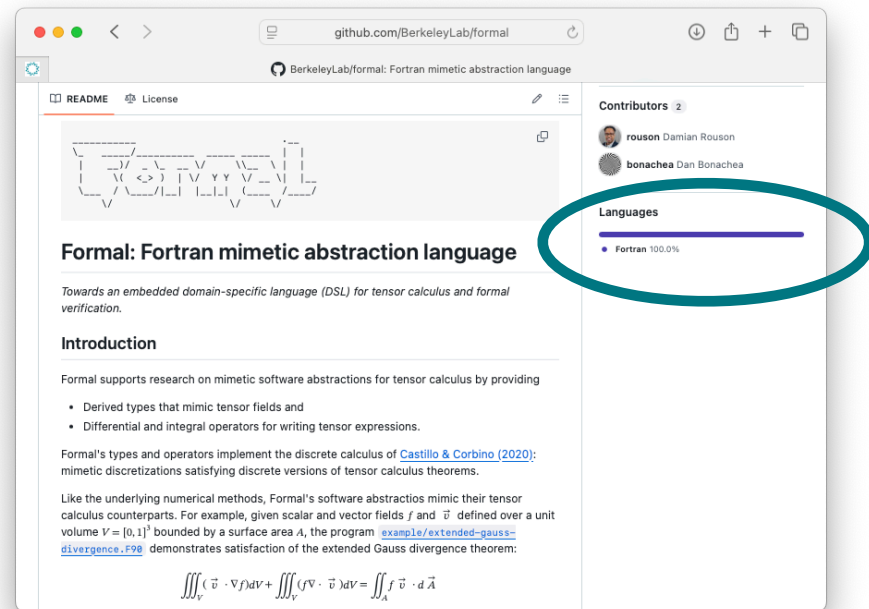 github.com/BerkeleyLab/formal
BerkeleyLab/formal: Fortran mimetic abstraction language
README License
Formal: Fortran mimetic abstraction language
Towards an embedded domain-specific language (DSL) for tensor calculus and formal
verification.
Introduction
Formal supports research on mimetic software abstractions for tensor calculus by providing
• Derived types that mimic tensor fields and
• Differential and integral operators for writing tensor expressions.
Formal's types and operators implement the discrete calculus of Castillo & Corbino (2020):
mimetic discretizations satisfying discrete versions of tensor calculus theorems.
Like the underlying numerical methods, Formal's software abstractios mimic their tensor
calculus counterparts. For example, given scalar and vector fields f and v⃗ defined over a unit
volume V = [0,1]³ bounded by a surface area A, the program example/extended-gauss-
divergence.F90 demonstrates satisfaction of the extended Gauss divergence theorem:
∭_V ( v⃗ · ∇f)dV + ∭_V (f∇ · v⃗ )dV = ∬_A f v⃗ · d A⃗
Contributors 2
rouson Damian Rouson
bonachea Dan Bonachea
Languages
• Fortran 100.0%